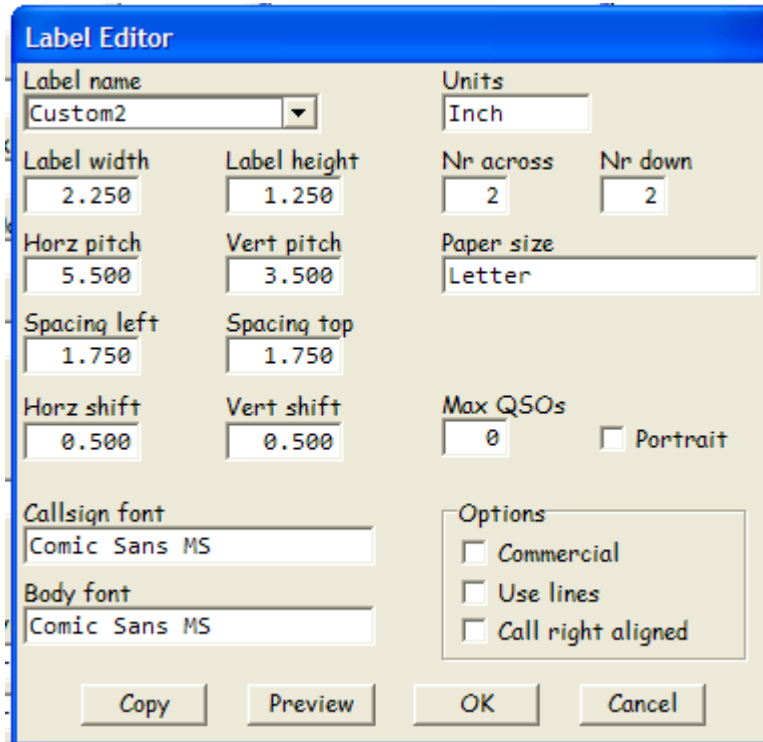 Label Editor
Label name Units
Custom2 Inch
Label width Label height Nr across Nr down
2.250 1.250 2 2
Horz pitch Vert pitch Paper size
5.500 3.500 Letter
Spacing left Spacing top
1.750 1.750
Horz shift Vert shift Max QSOs
0.500 0.500 0 Portrait
Callsign font Options
Comic Sans MS Commercial
Body font Use lines
Comic Sans MS Call right aligned
Copy Preview OK Cancel